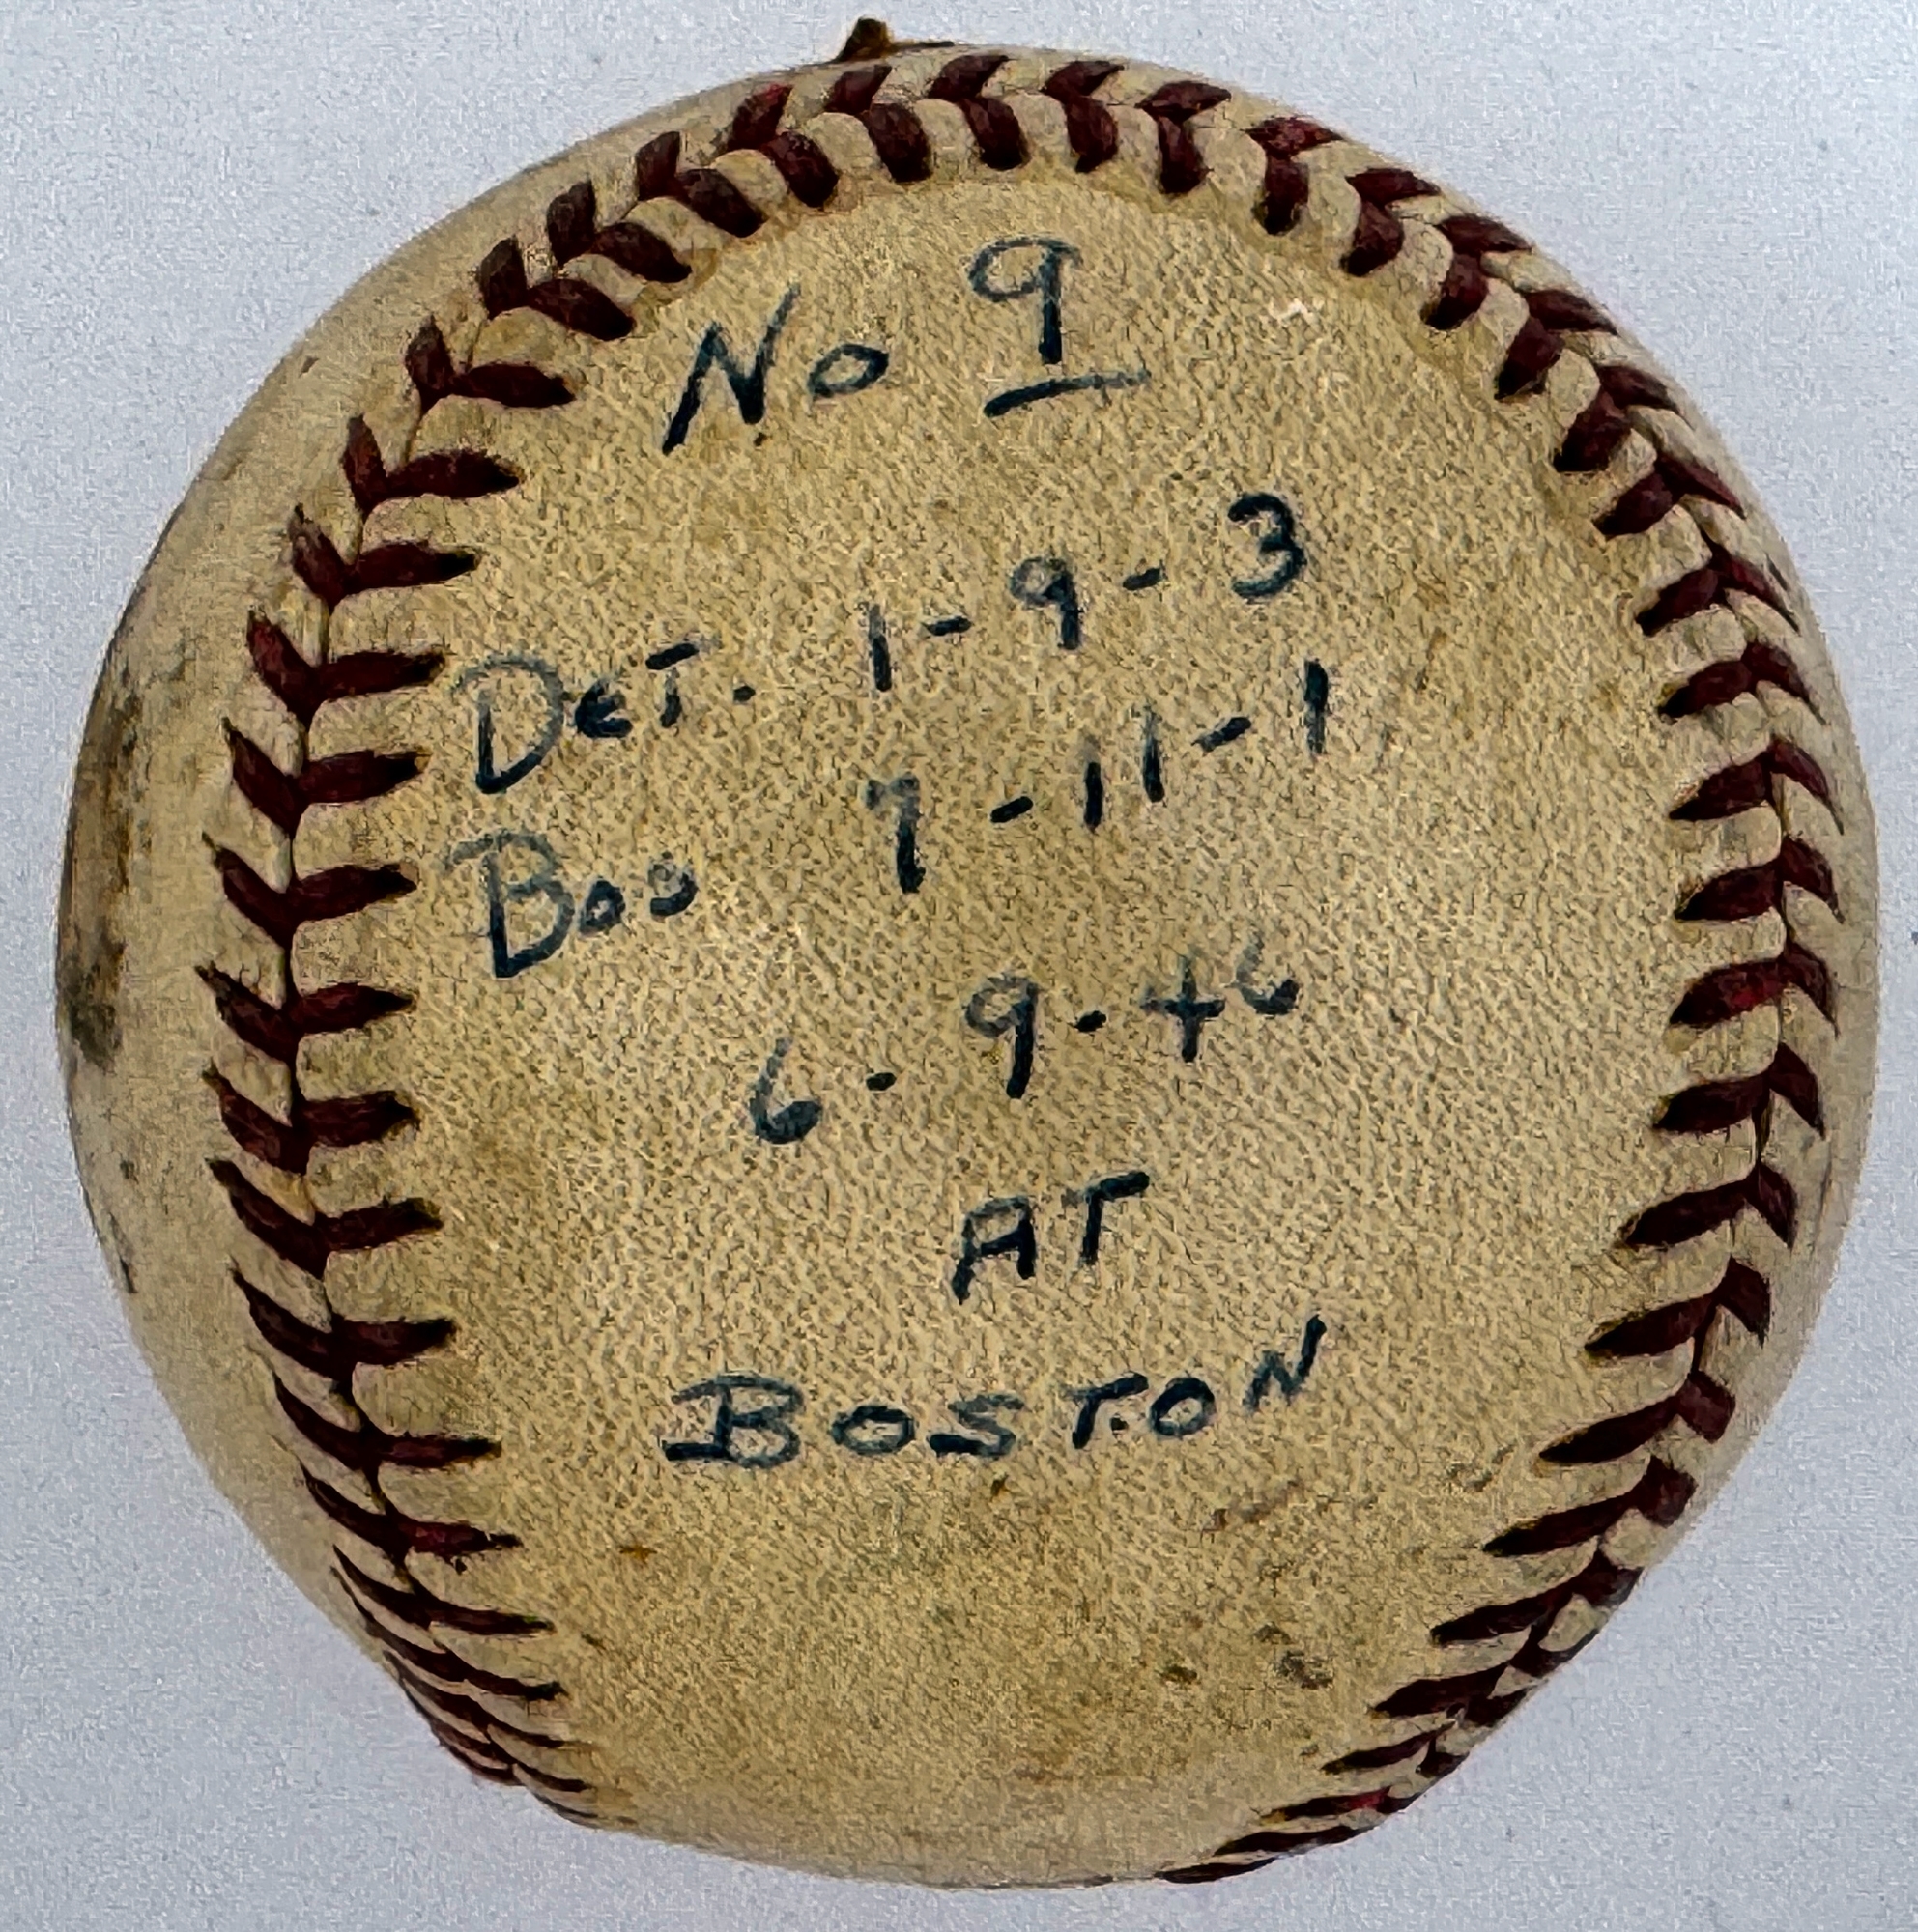 No 9
DET. 1-9-3
Bos 7-11-1
6-9-46
AT
BOSTON